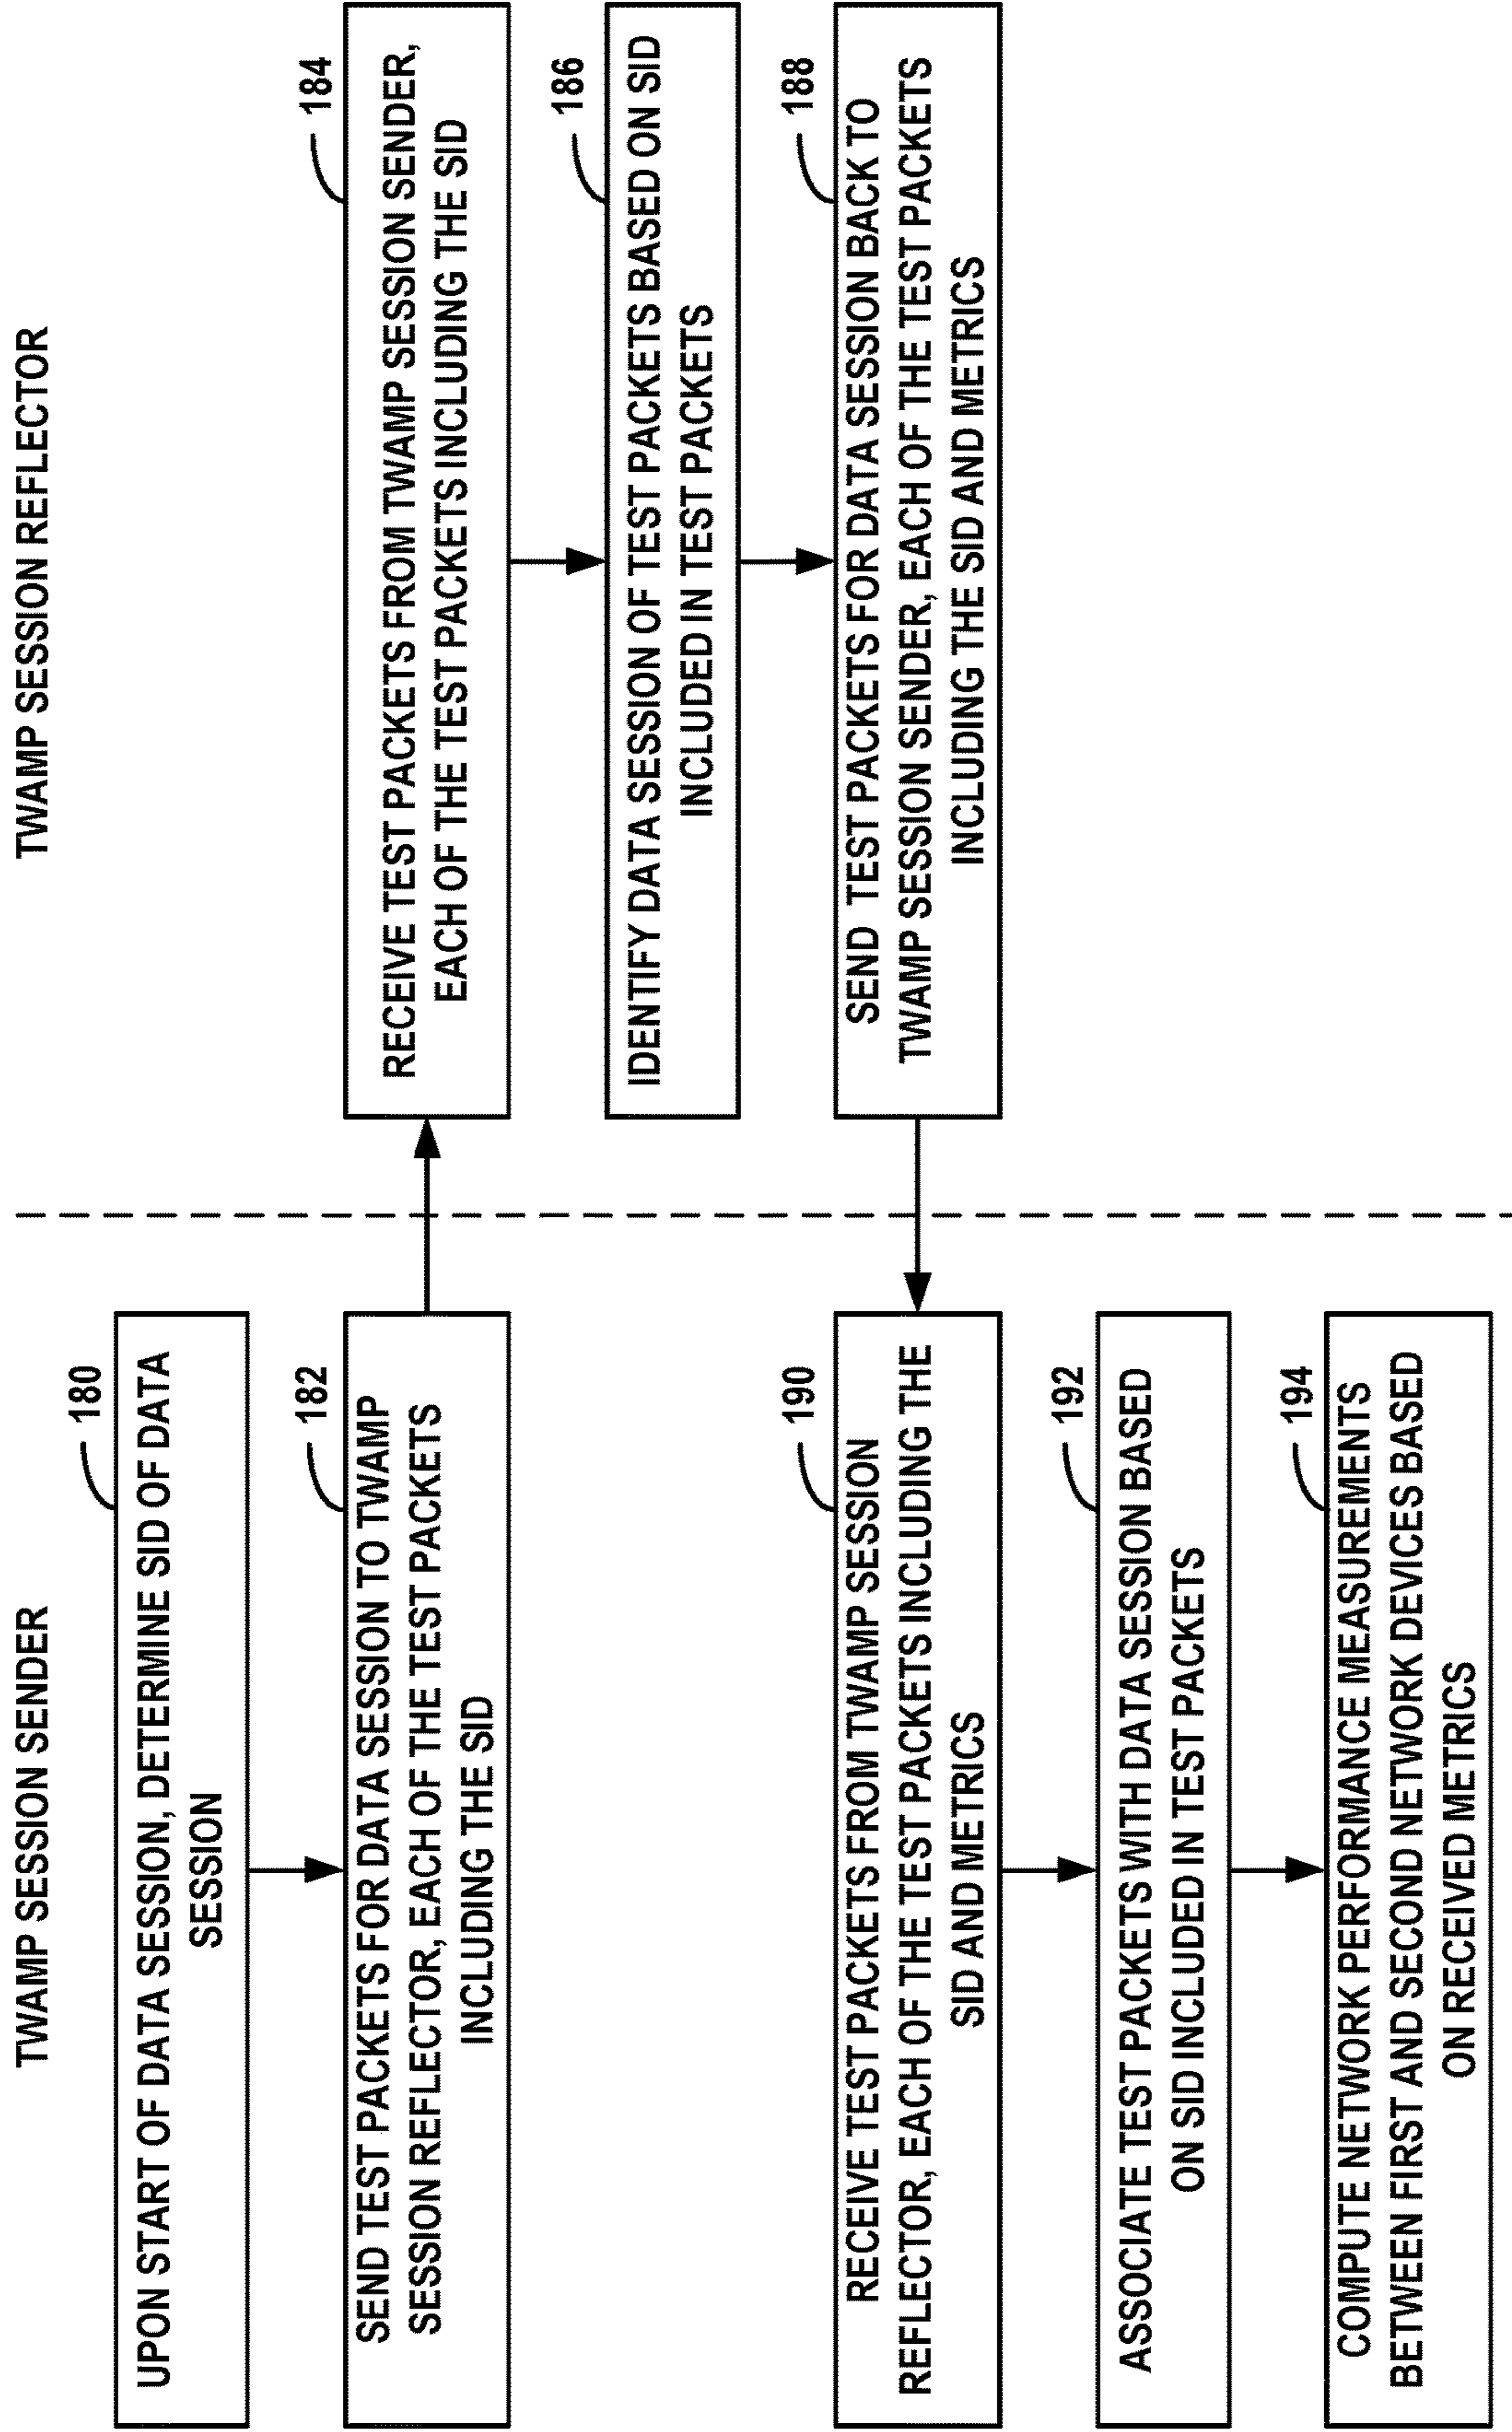 TWAMP SESSION SENDER
TWAMP SESSION REFLECTOR
180
UPON START OF DATA SESSION, DETERMINE SID OF DATA
SESSION
182
SEND TEST PACKETS FOR DATA SESSION TO TWAMP
SESSION REFLECTOR, EACH OF THE TEST PACKETS
INCLUDING THE SID
184
RECEIVE TEST PACKETS FROM TWAMP SESSION SENDER,
EACH OF THE TEST PACKETS INCLUDING THE SID
186
IDENTIFY DATA SESSION OF TEST PACKETS BASED ON SID
INCLUDED IN TEST PACKETS
188
SEND TEST PACKETS FOR DATA SESSION BACK TO
TWAMP SESSION SENDER, EACH OF THE TEST PACKETS
INCLUDING THE SID AND METRICS
190
RECEIVE TEST PACKETS FROM TWAMP SESSION
REFLECTOR, EACH OF THE TEST PACKETS INCLUDING THE
SID AND METRICS
192
ASSOCIATE TEST PACKETS WITH DATA SESSION BASED
ON SID INCLUDED IN TEST PACKETS
194
COMPUTE NETWORK PERFORMANCE MEASUREMENTS
BETWEEN FIRST AND SECOND NETWORK DEVICES BASED
ON RECEIVED METRICS